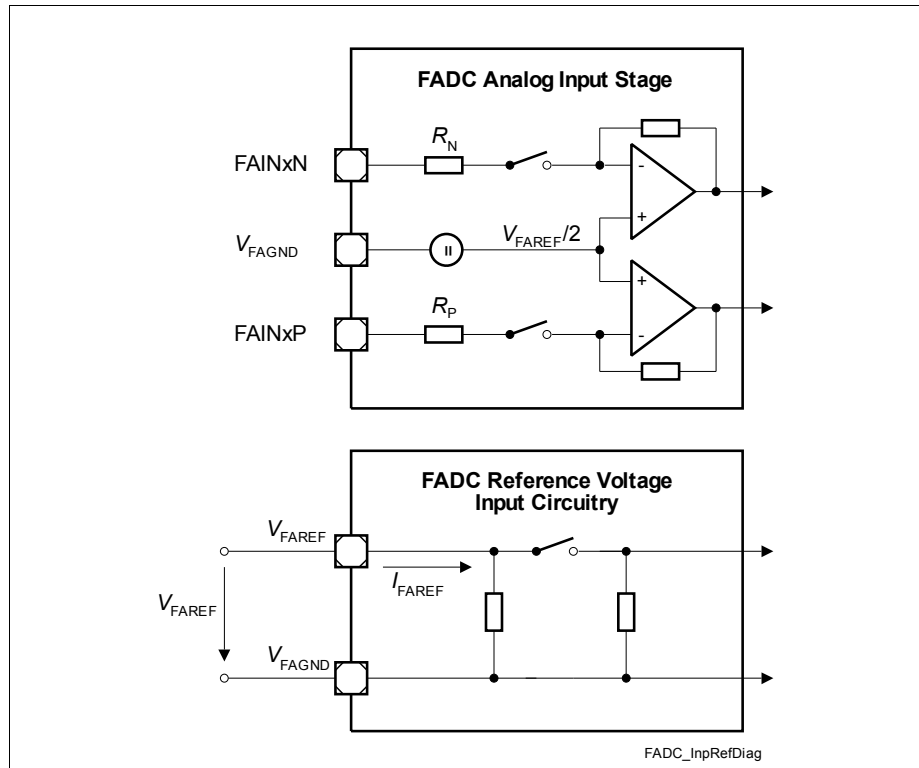 FADC Analog Input Stage
RN
FAINxN
-
+
VFAGND
=
VFAREF/2
+
RP
FAINxP
-
FADC Reference Voltage
Input Circuitry
VFAREF
IFAREF
VFAREF
VFAGND
FADC_InpRefDiag